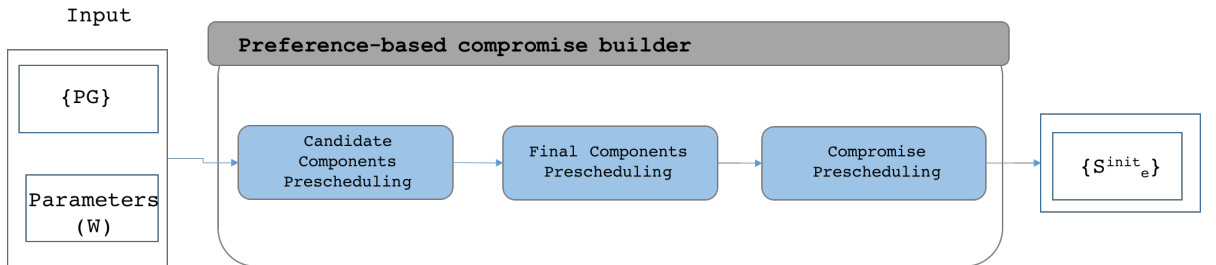 Input
Preference-based compromise builder
{PG}
Parameters
(W)
Candidate
Components
Prescheduling
Final Components
Prescheduling
Compromise
Prescheduling
{S^init_e}